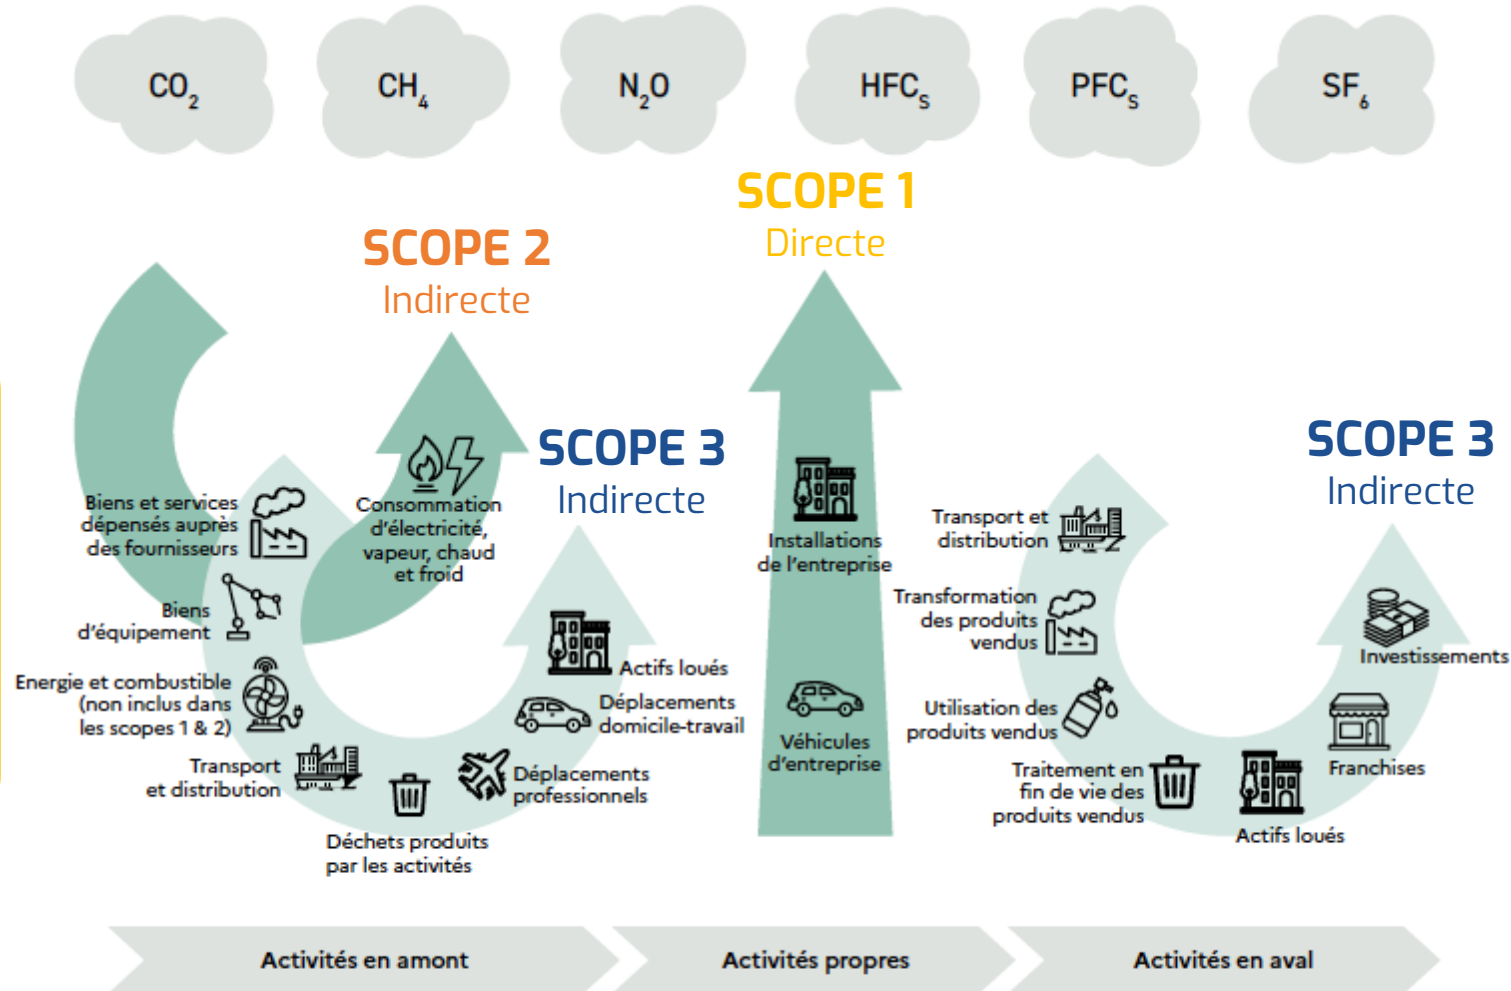 CO2
CH4
N2O
HFCS
PFCS
SF6
SCOPE 1
Directe
SCOPE 2
Indirecte
SCOPE 3
Indirecte
SCOPE 3
Indirecte
Biens et services
dépensés auprès
des fournisseurs
Biens
d'équipement
Energie et combustible
(non inclus dans
les scopes 1 & 2)
Transport
et distribution
Déchets produits
par les activités
Déplacements
professionnels
Déplacements
domicile-travail
Actifs loués
Consommation
d'électricité,
vapeur, chaud
et froid
Installations
de l'entreprise
Véhicules
d'entreprise
Transport et
distribution
Transformation
des produits
vendus
Utilisation des
produits vendus
Traitement en
fin de vie des
produits vendus
Actifs loués
Franchises
Investissements
Activités en amont
Activités propres
Activités en aval